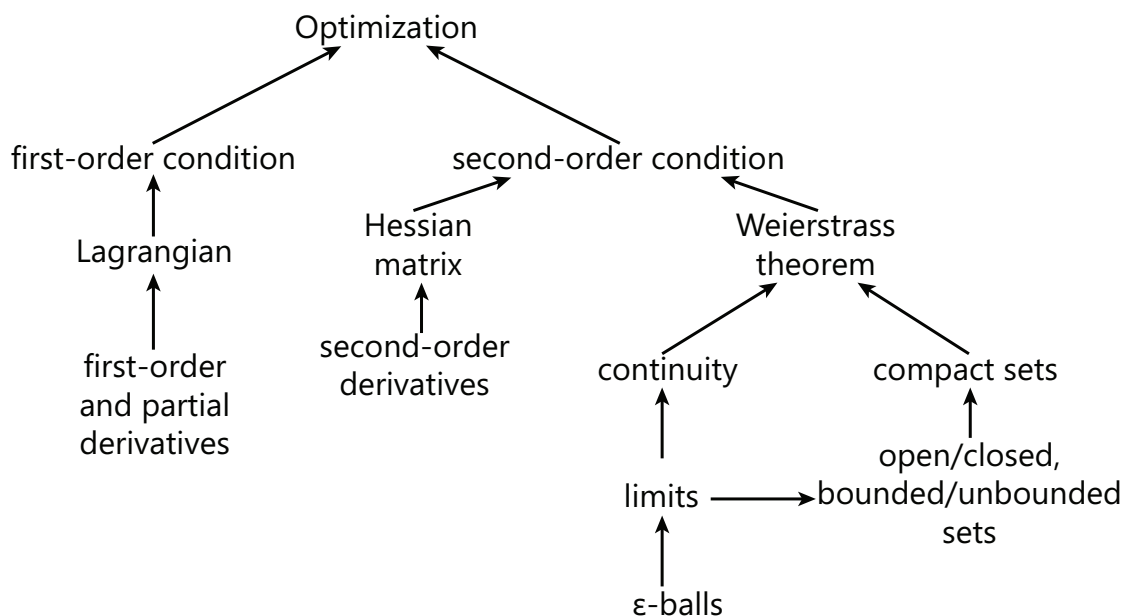 Optimization
first-order condition
second-order condition
Lagrangian
Hessian
matrix
Weierstrass
theorem
first-order
and partial
derivatives
second-order
derivatives
continuity
compact sets
limits
open/closed,
bounded/unbounded
sets
ε-balls